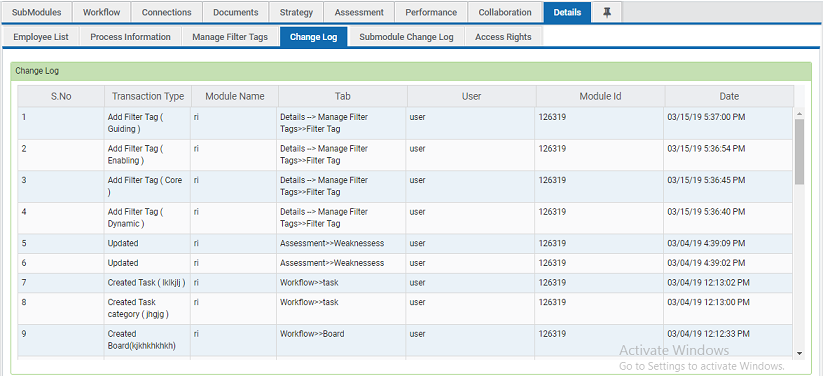 SubModules Workflow Connections Documents Strategy Assessment Performance Collaboration Details
Employee List Process Information Manage Filter Tags Change Log Submodule Change Log Access Rights
Change Log
S.No Transaction Type Module Name Tab User Module Id Date
1 Add Filter Tag ( ri Details --> Manage Filter user 126319 03/15/19 5:37:00 PM
Guiding ) Tags>>Filter Tag
2 Add Filter Tag ( ri Details --> Manage Filter user 126319 03/15/19 5:36:54 PM
Enabling ) Tags>>Filter Tag
3 Add Filter Tag ( Core ri Details --> Manage Filter user 126319 03/15/19 5:36:45 PM
) Tags>>Filter Tag
4 Add Filter Tag ( ri Details --> Manage Filter user 126319 03/15/19 5:36:40 PM
Dynamic ) Tags>>Filter Tag
5 Updated ri Assessment>>Weaknessess user 126319 03/04/19 4:39:09 PM
6 Updated ri Assessment>>Weaknessess user 126319 03/04/19 4:39:02 PM
7 Created Task ( lklkjlj ) ri Workflow>>task user 126319 03/04/19 12:13:02 PM
8 Created Task ri Workflow>>task user 126319 03/04/19 12:13:00 PM
category ( jhgjg )
9 Created ri Workflow>>Board user 126319 03/04/19 12:12:33 PM
Board(kjkhkhkhkh)
Activate Windows
Go to Settings to activate Windows.